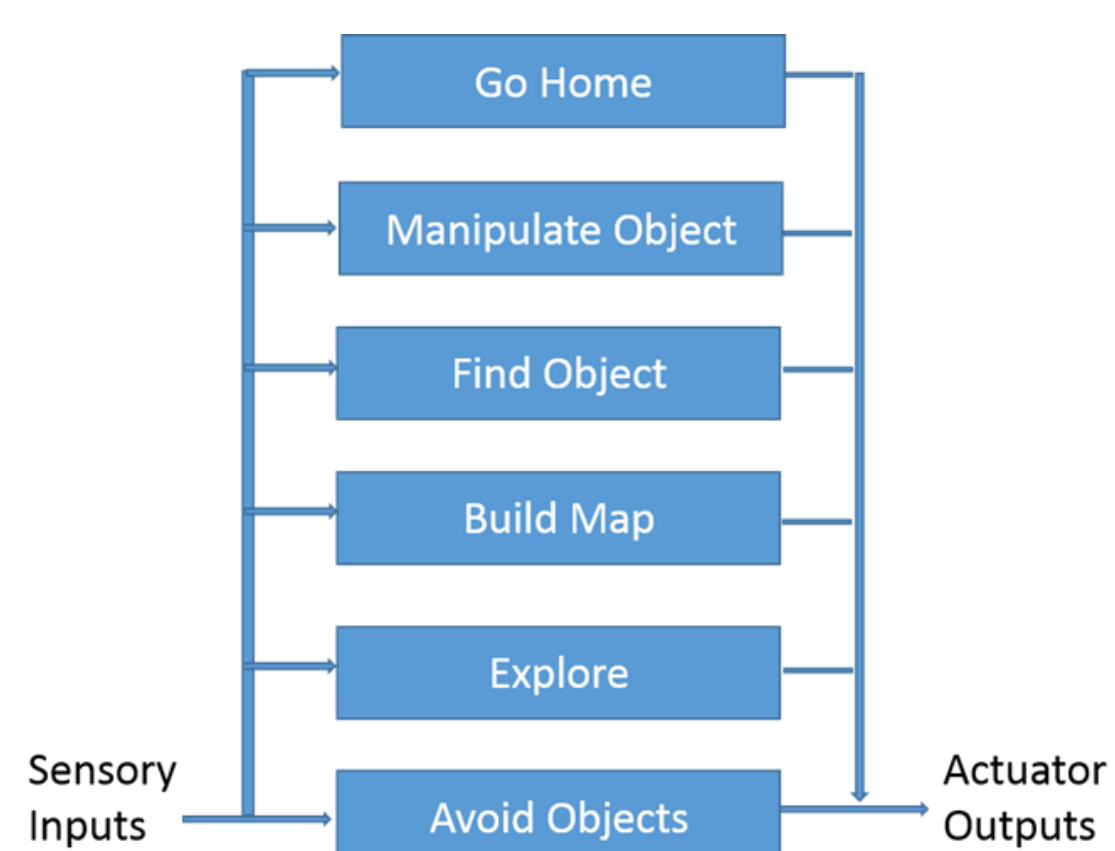 Go Home
Manipulate Object
Find Object
Build Map
Explore
Sensory
Inputs
Avoid Objects
Actuator
Outputs